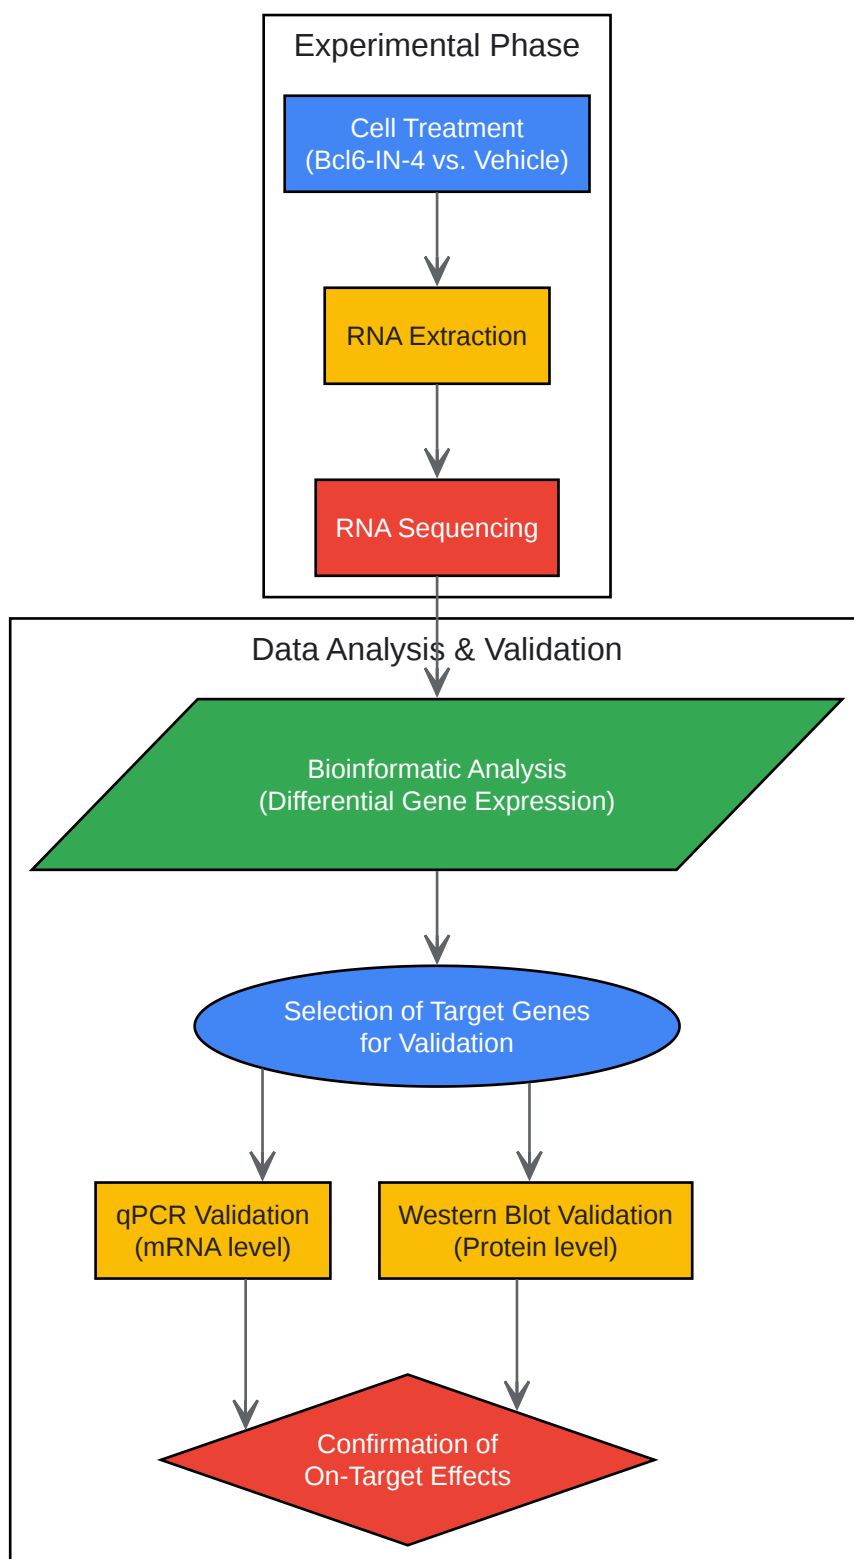 Experimental Phase
Cell Treatment
(Bcl6-IN-4 vs. Vehicle)
RNA Extraction
RNA Sequencing
Data Analysis & Validation
Bioinformatic Analysis
(Differential Gene Expression)
Selection of Target Genes
for Validation
qPCR Validation
(mRNA level)
Western Blot Validation
(Protein level)
Confirmation of
On-Target Effects